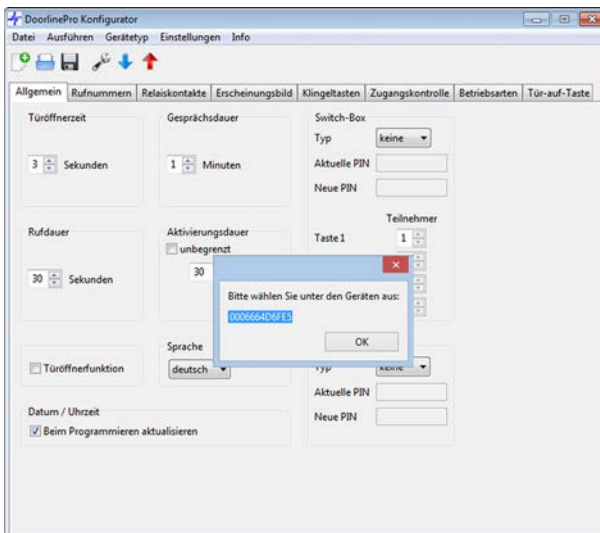 DoorlinePro Konfigurator
Datei Ausführen Gerätetyp Einstellungen Info
Allgemein Rufnummern Relaiskontakte Erscheinungsbild Klingeltasten Zugangskontrolle Betriebsarten Tür-auf-Taste
Türöffnerzeit
3 Sekunden
Gesprächsdauer
1 Minuten
Switch-Box
Typ keine
Aktuelle PIN
Neue PIN
Teilnehmer
Taste 1 1
Rufdauer
30 Sekunden
Aktivierungsdauer
unbegrenzt
30
Bitte wählen Sie unter den Geräten aus:
0006664D6FE5
OK
Türöffnerfunktion
Sprache
deutsch
Typ keine
Aktuelle PIN
Neue PIN
Datum / Uhrzeit
Beim Programmieren aktualisieren